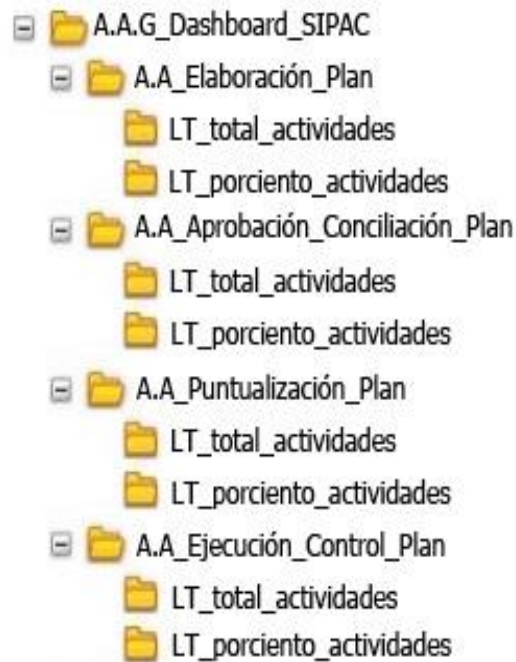 A.A.G_Dashboard_SIPAC
A.A_Elaboración_Plan
LT_total_actividades
LT_porciento_actividades
A.A_Aprobación_Conciliación_Plan
LT_total_actividades
LT_porciento_actividades
A.A_Puntualización_Plan
LT_total_actividades
LT_porciento_actividades
A.A_Ejecución_Control_Plan
LT_total_actividades
LT_porciento_actividades